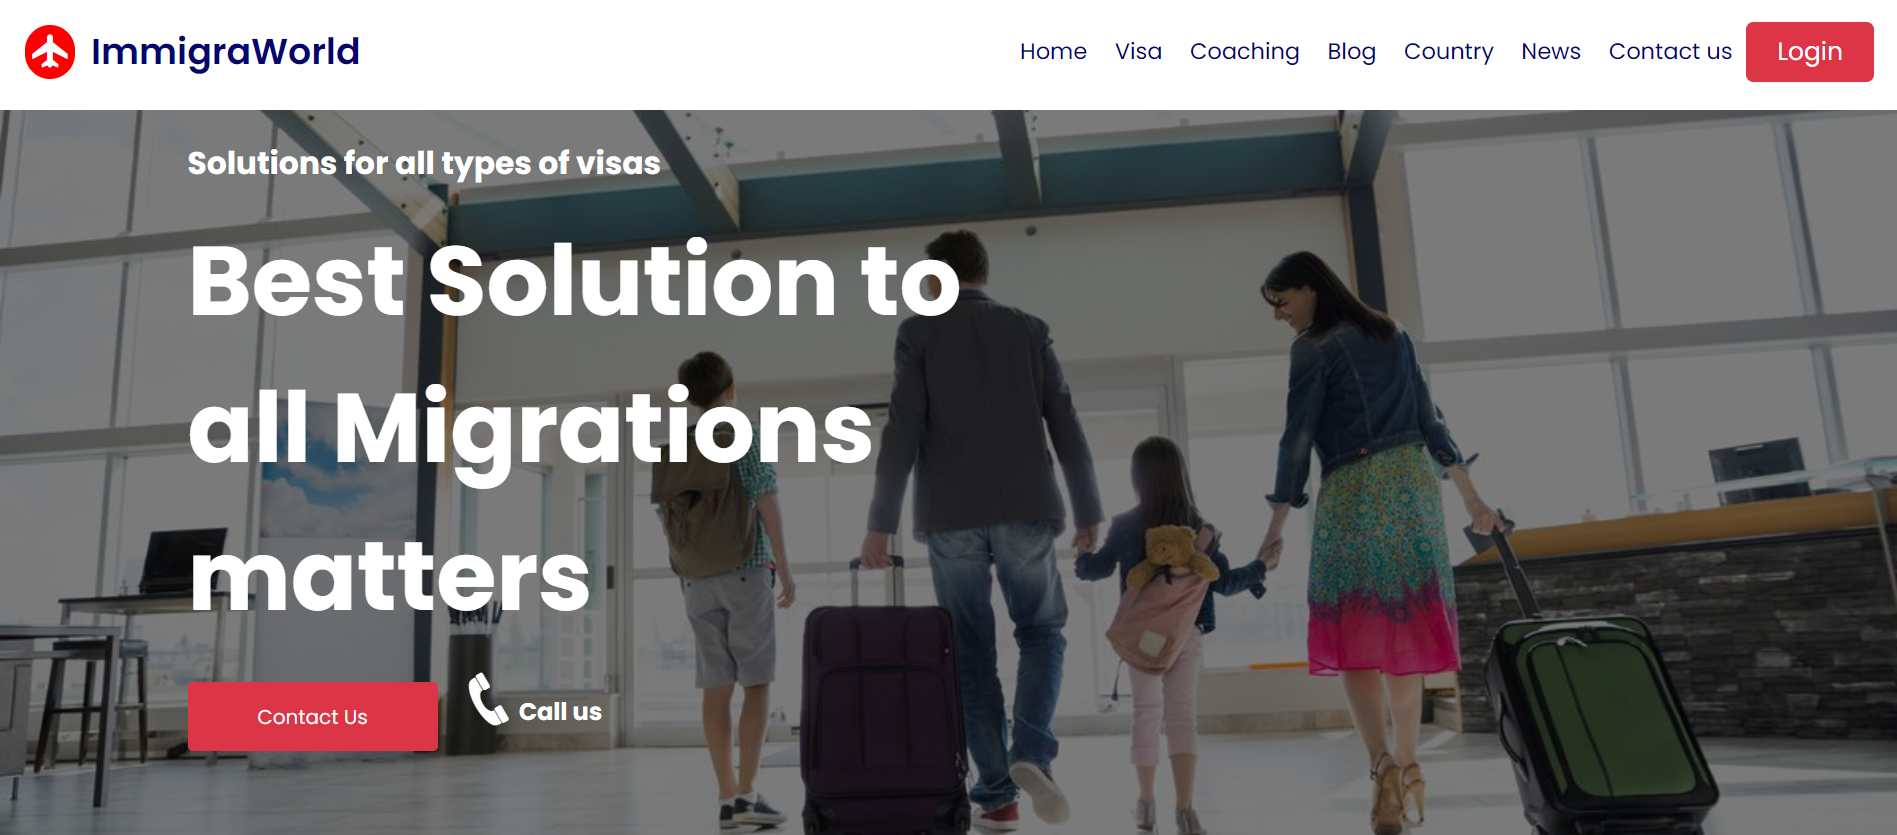 ImmigraWorld
Home Visa Coaching Blog Country News Contact us Login
Solutions for all types of visas
Best Solution to
all Migrations
matters
Contact Us
Call us